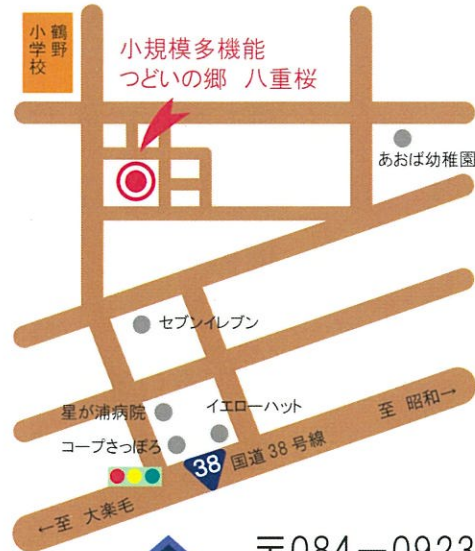 鶴野
小学校
小規模多機能
つどいの郷 八重桜
あおば幼稚園
セブンイレブン
星が浦病院
イエローハット
コープさっぽろ
至 昭和→
38
国道38号線
←至 大楽毛
〒084-0923